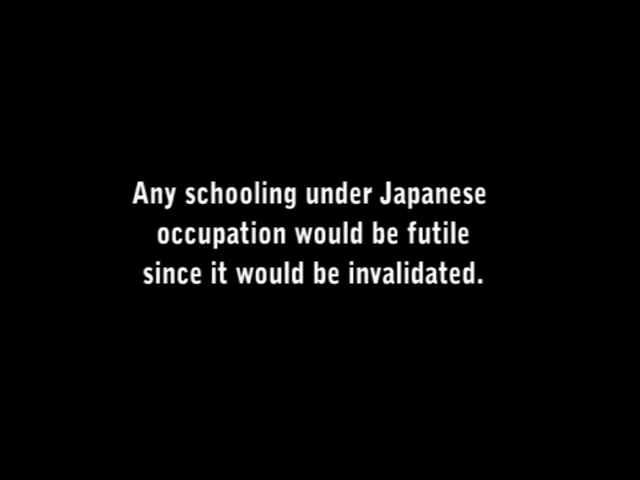 Any schooling under Japanese
occupation would be futile
since it would be invalidated.